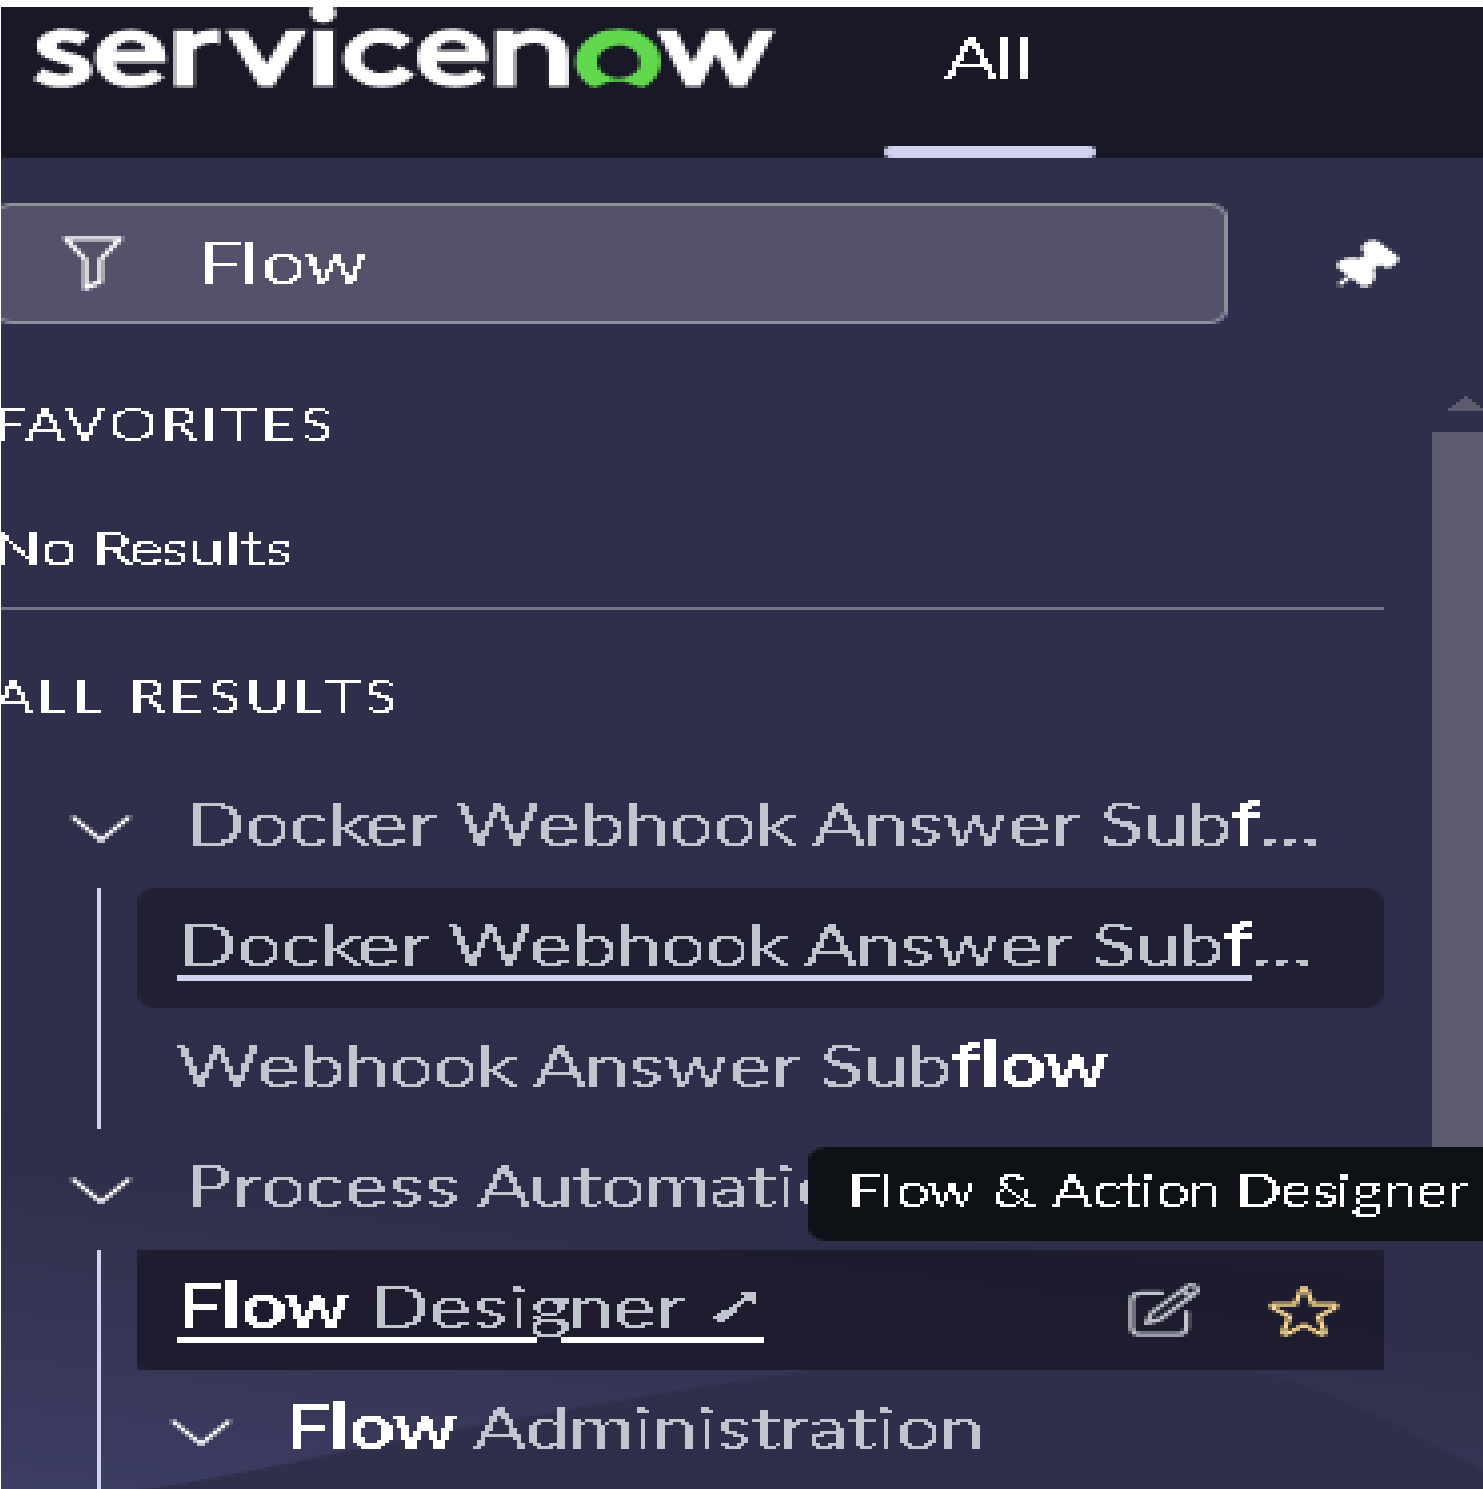 servicenow All
Flow
FAVORITES
No Results
ALL RESULTS
Docker Webhook Answer Subf...
Docker Webhook Answer Subf...
Webhook Answer Subflow
Process Automati
Flow & Action Designer
Flow Designer
Flow Administration